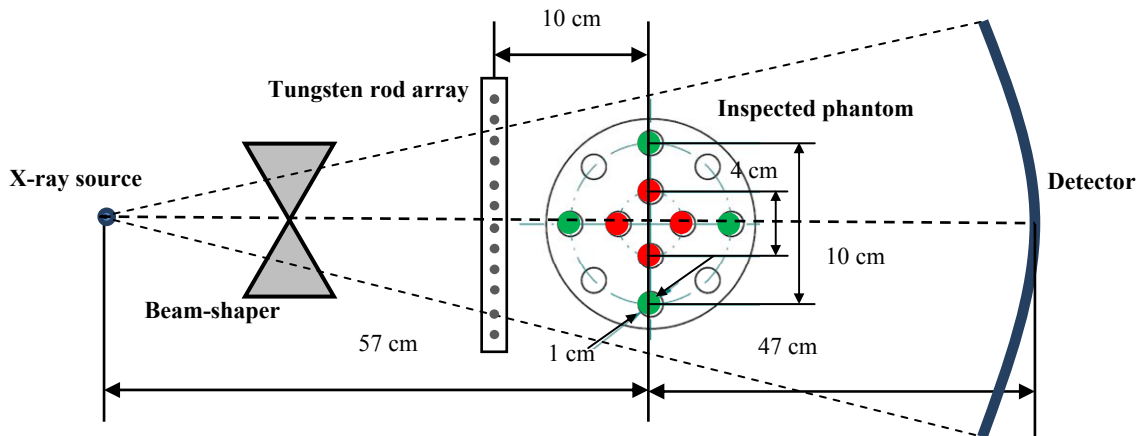 10 cm
Tungsten rod array
Inspected phantom
4 cm
X-ray source
Detector
10 cm
Beam-shaper
57 cm
1 cm
47 cm